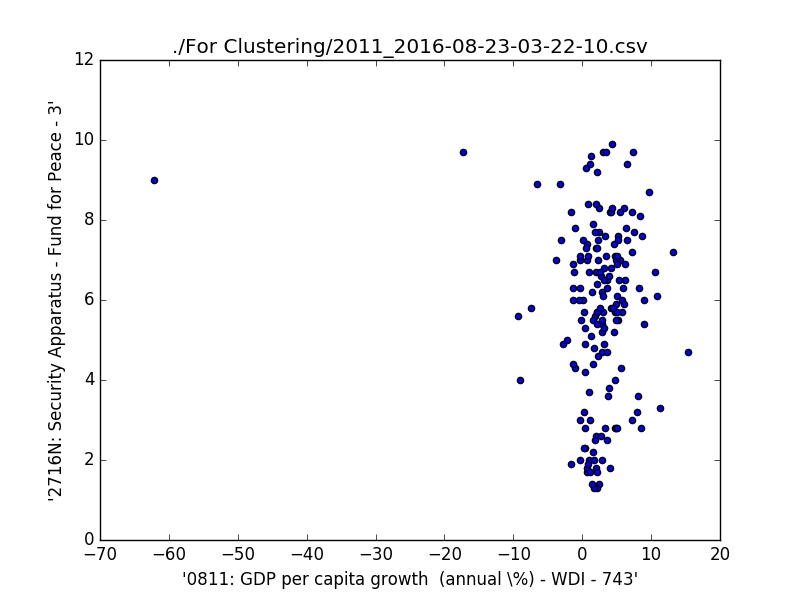 ./For Clustering/2011_2016-08-23-03-22-10.csv
12
10
8
6
4
2
0
'2716N: Security Apparatus - Fund for Peace - 3'
−70 −60 −50 −40 −30 −20 −10 0 10 20
'0811: GDP per capita growth (annual \%) - WDI - 743'